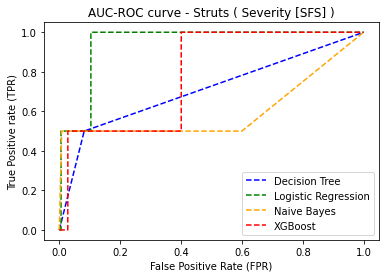 AUC-ROC curve - Struts ( Severity [SFS] )
True Positive rate (TPR)
1.0
0.8
0.6
0.4
0.2
0.0
Decision Tree
Logistic Regression
Naive Bayes
XGBoost
0.0 0.2 0.4 0.6 0.8 1.0
False Positive Rate (FPR)